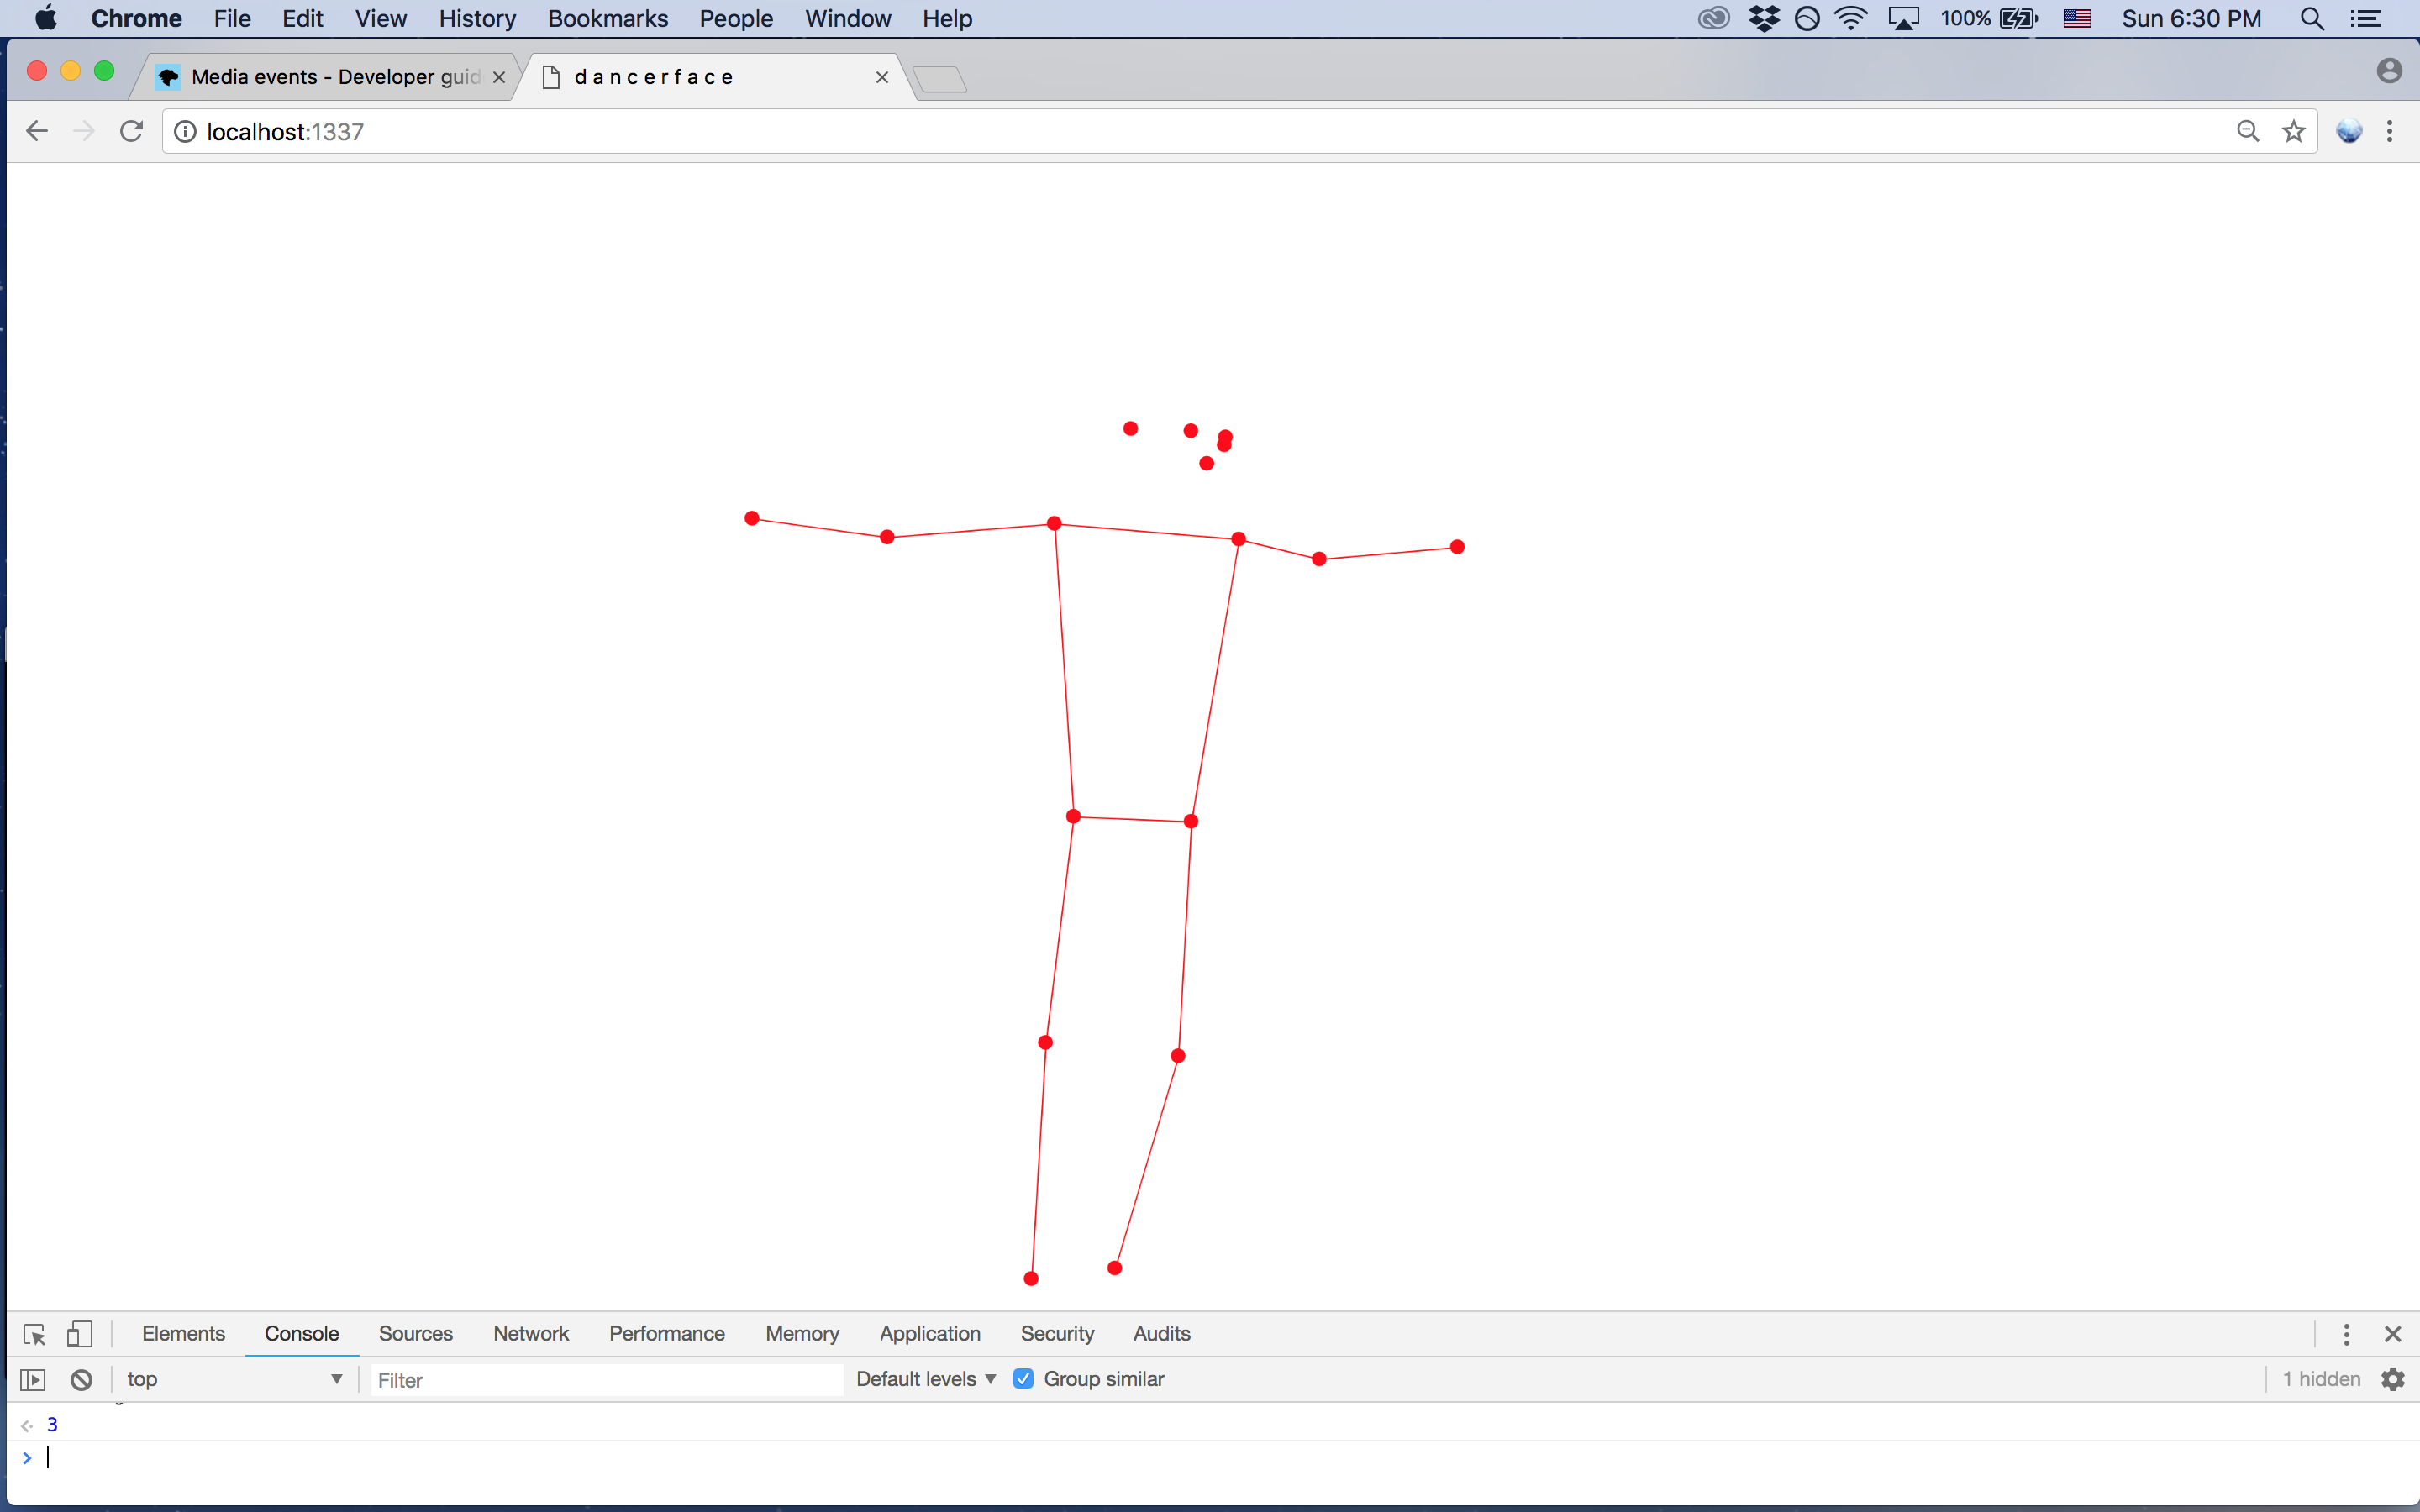 Chrome File Edit View History Bookmarks People Window Help 100% Sun 6:30 PM
Media events - Developer guid
d a n c e r f a c e
localhost:1337
Elements Console Sources Network Performance Memory Application Security Audits
top Filter Default levels Group similar 1 hidden
3